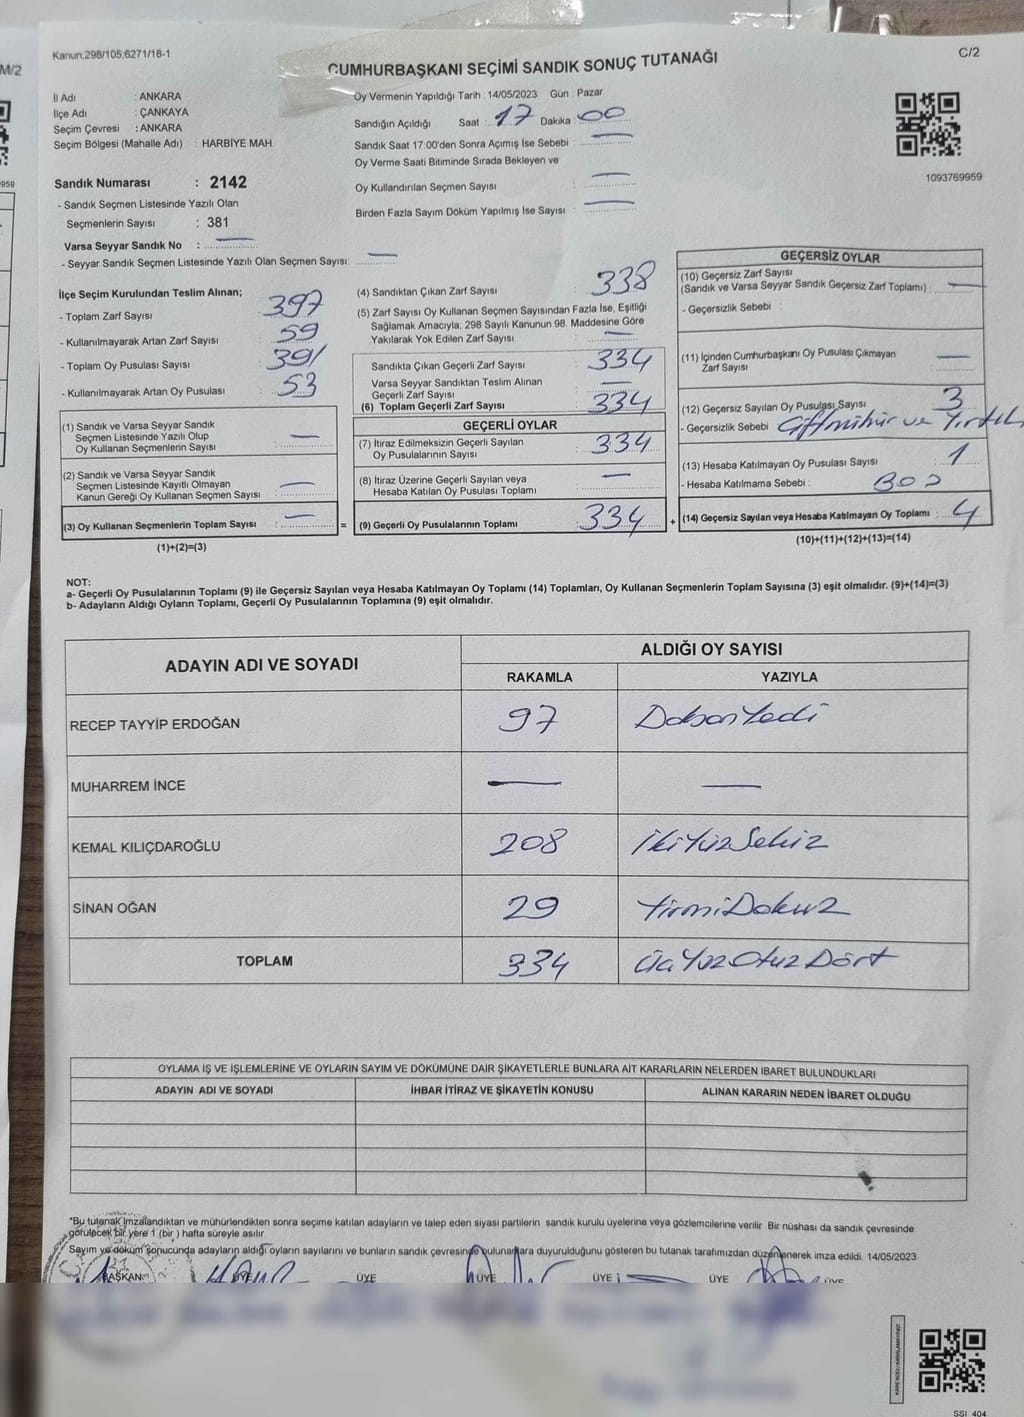 Kanun:298/105;6271/18-1
C/2
M/2
CUMHURBAŞKANI SEÇİMİ SANDIK SONUÇ TUTANAĞI
İl Adı : ANKARA
İlçe Adı : ÇANKAYA
Seçim Çevresi : ANKARA
Seçim Bölgesi (Mahalle Adı) : HARBİYE MAH.
Sandık Numarası : 2142
- Sandık Seçmen Listesinde Yazılı Olan
Seçmenlerin Sayısı : 381
Varsa Seyyar Sandık No : —
- Seyyar Sandık Seçmen Listesinde Yazılı Olan Seçmen Sayısı: —
Oy Vermenin Yapıldığı Tarih : 14/05/2023 Gün : Pazar
Sandığın Açıldığı Saat : 17 Dakika : 00
Sandık Saat 17:00'den Sonra Açımış İse Sebebi : —
Oy Verme Saati Bitiminde Sırada Bekleyen ve
Oy Kullandırılan Seçmen Sayısı : —
Birden Fazla Sayım Döküm Yapılmış İse Sayısı : —
1093769959
959
İlçe Seçim Kurulundan Teslim Alınan;
- Toplam Zarf Sayısı : 397
- Kullanılmayarak Artan Zarf Sayısı : 59
- Toplam Oy Pusulası Sayısı : 391
- Kullanılmayarak Artan Oy Pusulası : 53
(1) Sandık ve Varsa Seyyar Sandık
Seçmen Listesinde Yazılı Olup
Oy Kullanan Seçmenlerin Sayısı : —
(2) Sandık ve Varsa Seyyar Sandık
Seçmen Listesinde Kayıtlı Olmayan
Kanun Gereği Oy Kullanan Seçmen Sayısı : —
(3) Oy Kullanan Seçmenlerin Toplam Sayısı : — =
(1)+(2)=(3)
(4) Sandıktan Çıkan Zarf Sayısı : 338
(5) Zarf Sayısı Oy Kullanan Seçmen Sayısından Fazla İse, Eşitliği
Sağlamak Amacıyla; 298 Sayılı Kanunun 98. Maddesine Göre
Yakılarak Yok Edilen Zarf Sayısı : —
Sandıkta Çıkan Geçerli Zarf Sayısı : 334
Varsa Seyyar Sandıktan Teslim Alınan
Geçerli Zarf Sayısı : —
(6) Toplam Geçerli Zarf Sayısı : 334
GEÇERLİ OYLAR
(7) İtiraz Edilmeksizin Geçerli Sayılan
Oy Pusulalarının Sayısı : 334
(8) İtiraz Üzerine Geçerli Sayılan veya
Hesaba Katılan Oy Pusulası Toplamı : —
(9) Geçerli Oy Pusulalarının Toplamı : 334 +
GEÇERSİZ OYLAR
(10) Geçersiz Zarf Sayısı
(Sandık ve Varsa Seyyar Sandık Geçersiz Zarf Toplamı) : —
- Geçersizlik Sebebi :
(11) İçinden Cumhurbaşkanı Oy Pusulası Çıkmayan
Zarf Sayısı : —
(12) Geçersiz Sayılan Oy Pusulası Sayısı : 3
- Geçersizlik Sebebi : Çiftmühür ve Yırtık
(13) Hesaba Katılmayan Oy Pusulası Sayısı : 1
- Hesaba Katılmama Sebebi :
(14) Geçersiz Sayılan veya Hesaba Katılmayan Oy Toplamı : 4
(10)+(11)+(12)+(13)=(14)
NOT:
a- Geçerli Oy Pusulalarının Toplamı (9) ile Geçersiz Sayılan veya Hesaba Katılmayan Oy Toplamı (14) Toplamları, Oy Kullanan Seçmenlerin Toplam Sayısına (3) eşit olmalıdır. (9)+(14)=(3)
b- Adayların Aldığı Oyların Toplamı, Geçerli Oy Pusulalarının Toplamına (9) eşit olmalıdır.
ADAYIN ADI VE SOYADI
ALDIĞI OY SAYISI
RAKAMLA YAZIYLA
RECEP TAYYİP ERDOĞAN 97 DoksanYedi
MUHARREM İNCE — —
KEMAL KILIÇDAROĞLU 208 İkiYüzSekiz
SİNAN OĞAN 29 YirmiDokuz
TOPLAM 334 ÜçYüzOtuzDört
OYLAMA İŞ VE İŞLEMLERİNE VE OYLARIN SAYIM VE DÖKÜMÜNE DAİR ŞİKAYETLERLE BUNLARA AİT KARARLARIN NELERDEN İBARET BULUNDUKLARI
ADAYIN ADI VE SOYADI İHBAR İTİRAZ VE ŞİKAYETİN KONUSU ALINAN KARARIN NEDEN İBARET OLDUĞU
*Bu tutanak imzalandıktan ve mühürlendikten sonra seçime katılan adayların ve talep eden siyasi partilerin sandık kurulu üyelerine veya gözlemcilerine verilir. Bir nüshası da sandık çevresinde
görülecek bir yere 1 (bir ) hafta süreyle asılır.
Sayım ve döküm sonucunda adayların aldığı oyların sayılarını ve bunların sandık çevresinde bulunanlara duyurulduğunu gösteren bu tutanak tarafımızdan düzenlenerek imza edildi. 14/05/2023
BAŞKAN ÜYE ÜYE ÜYE ÜYE ÜYE ÜYE
SSI_404